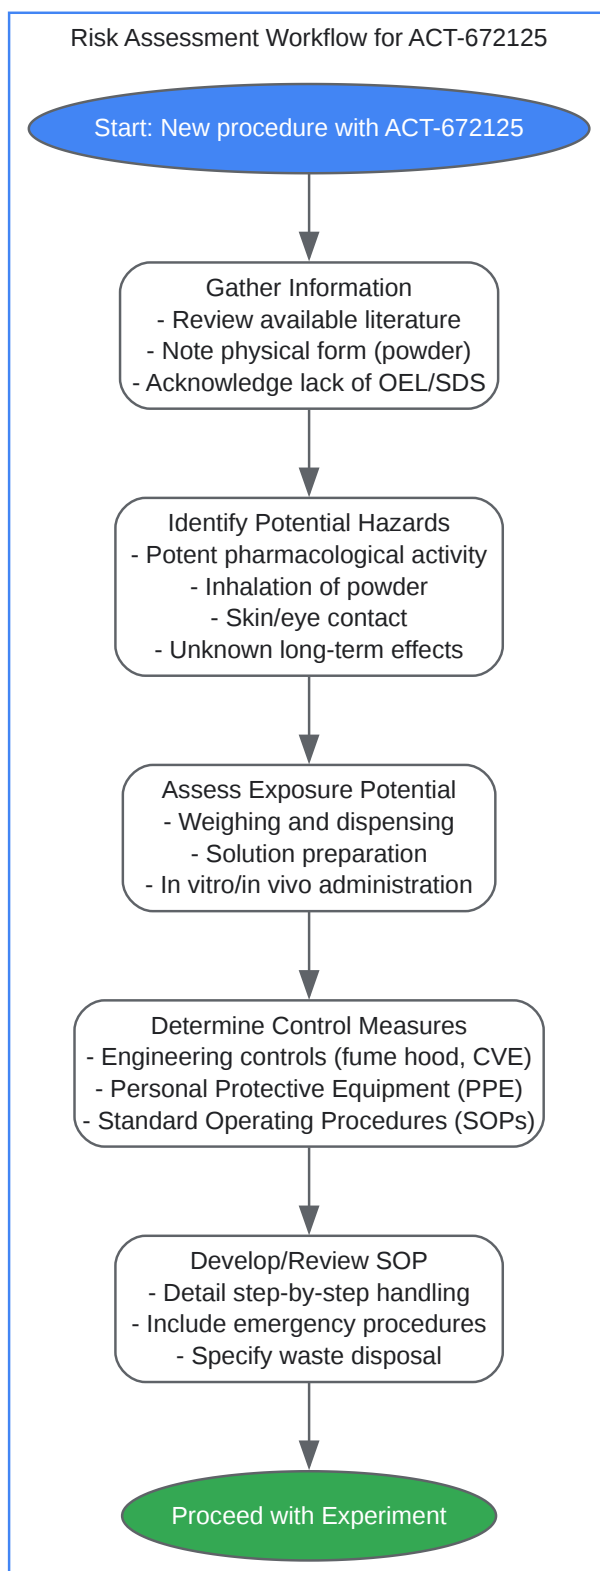 Risk Assessment Workflow for ACT-672125
Start: New procedure with ACT-672125
Gather Information
- Review available literature
- Note physical form (powder)
- Acknowledge lack of OEL/SDS
Identify Potential Hazards
- Potent pharmacological activity
- Inhalation of powder
- Skin/eye contact
- Unknown long-term effects
Assess Exposure Potential
- Weighing and dispensing
- Solution preparation
- In vitro/in vivo administration
Determine Control Measures
- Engineering controls (fume hood, CVE)
- Personal Protective Equipment (PPE)
- Standard Operating Procedures (SOPs)
Develop/Review SOP
- Detail step-by-step handling
- Include emergency procedures
- Specify waste disposal
Proceed with Experiment